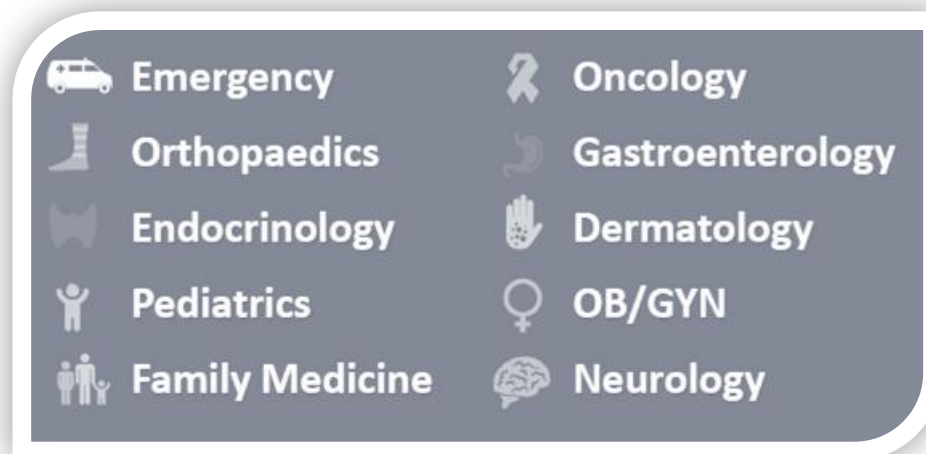 Emergency
Orthopaedics
Endocrinology
Pediatrics
Family Medicine
Oncology
Gastroenterology
Dermatology
OB/GYN
Neurology